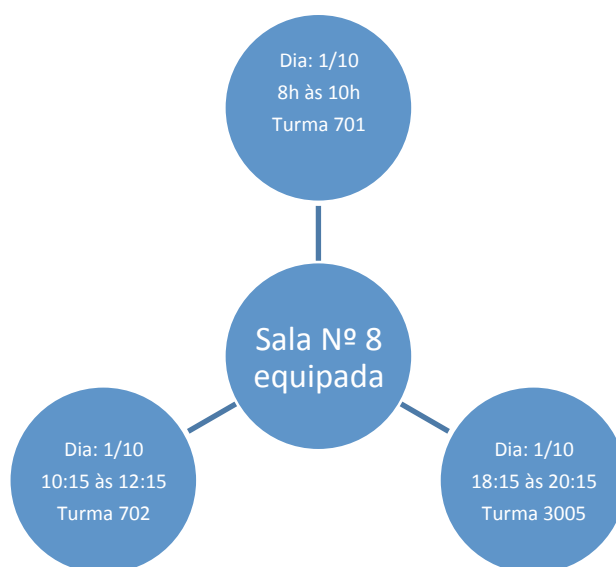 Dia: 1/10
8h às 10h
Turma 701
Sala Nº 8
equipada
Dia: 1/10
10:15 às 12:15
Turma 702
Dia: 1/10
18:15 às 20:15
Turma 3005